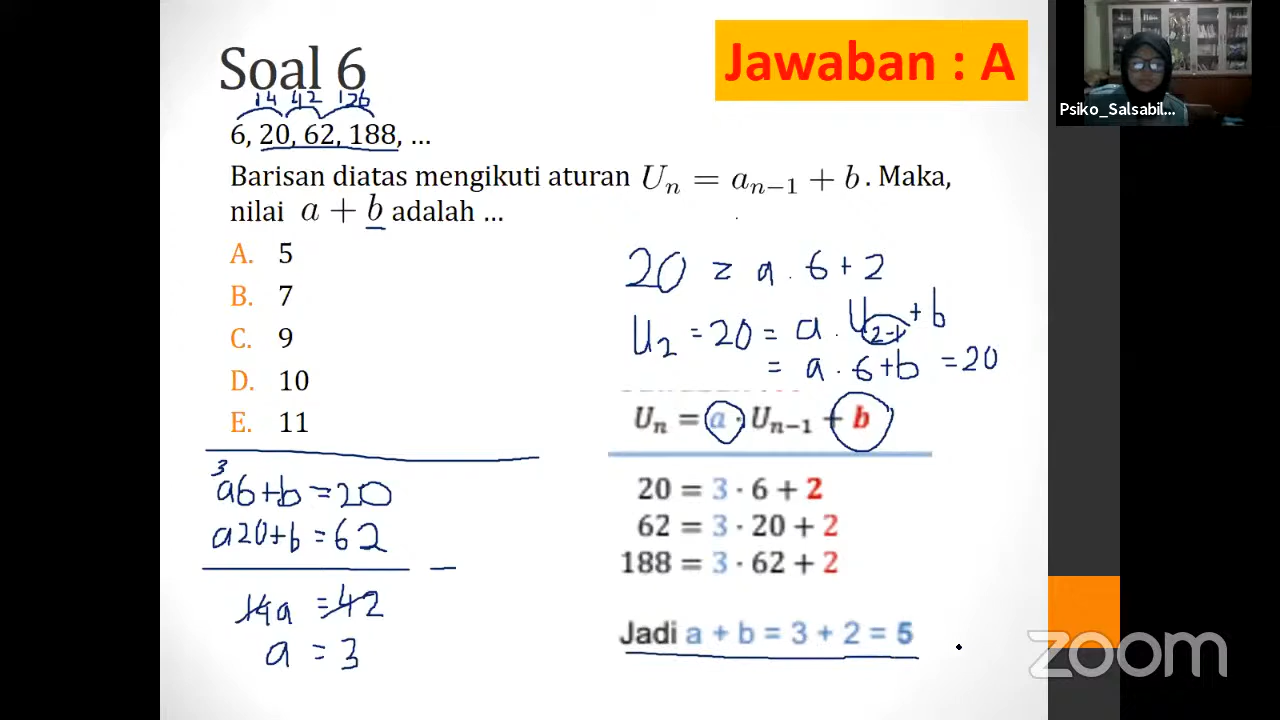 Soal 6
Jawaban : A
Psiko_Salsabil...
14 42 126
6, 20, 62, 188, ...
Barisan diatas mengikuti aturan Uₙ = aₙ₋₁ + b. Maka,
nilai a + b adalah ...
A. 5
B. 7
C. 9
D. 10
E. 11
3
a6+b=20
a20+b=62
14a =42
a = 3
20 = a . 6+2
U₂ =20= a . U₂₋₁ +b
= a . 6+b =20
Uₙ = a · Uₙ₋₁ + b
20 = 3 · 6 + 2
62 = 3 · 20 + 2
188 = 3 · 62 + 2
Jadi a + b = 3 + 2 = 5
zoom